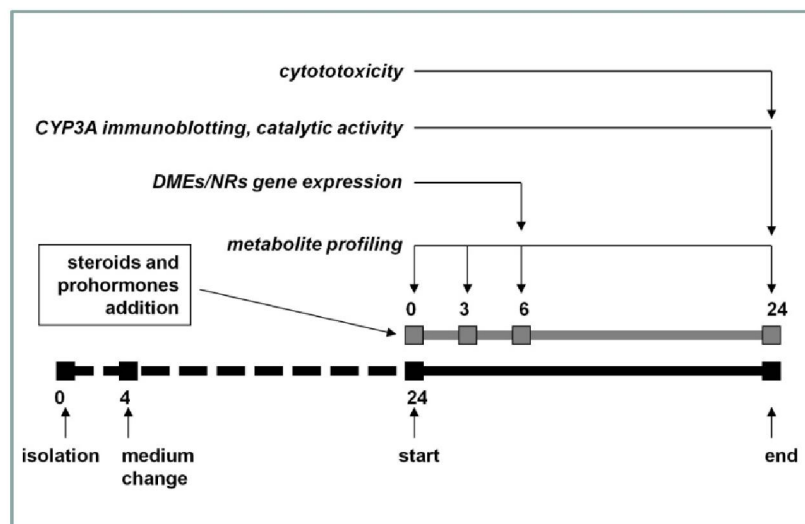 cytototoxicity
CYP3A immunoblotting, catalytic activity
DMEs/NRs gene expression
metabolite profiling
steroids and
prohormones
addition
0 3 6 24
0 4 24
isolation medium start end
change